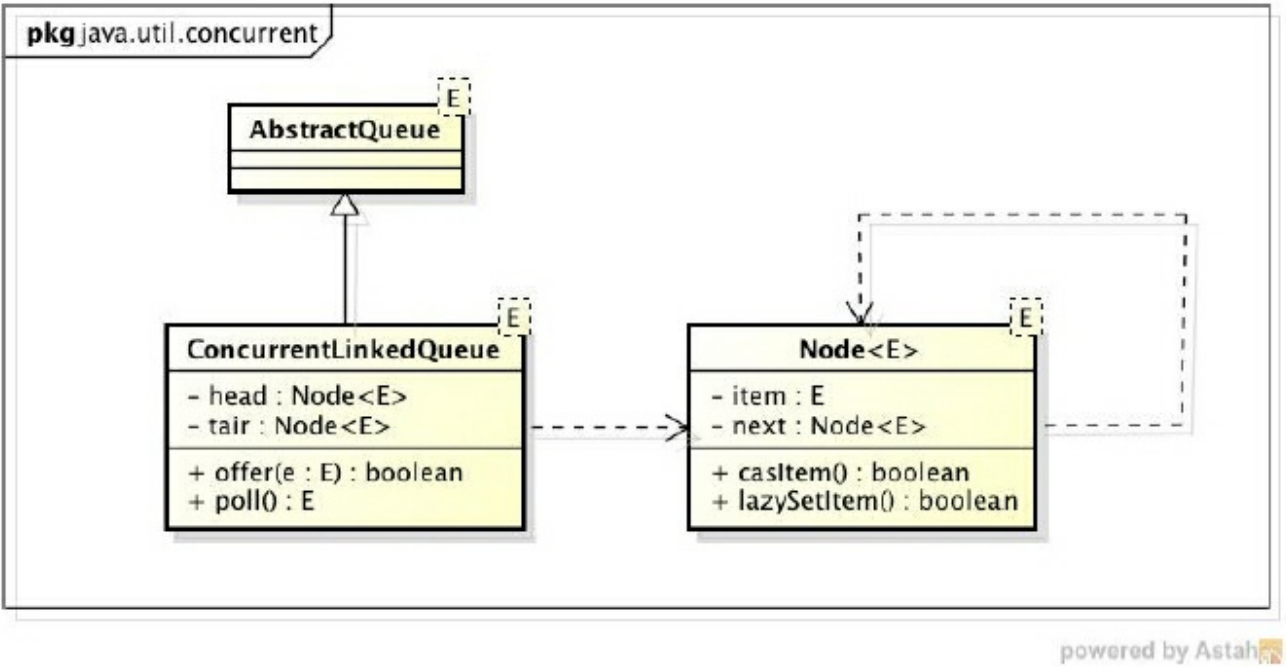 pkg java.util.concurrent
E
AbstractQueue
E
ConcurrentLinkedQueue
- head : Node<E>
- tair : Node<E>
+ offer(e : E) : boolean
+ poll() : E
E
Node<E>
- item : E
- next : Node<E>
+ casItem() : boolean
+ lazySetItem() : boolean
powered by Astah